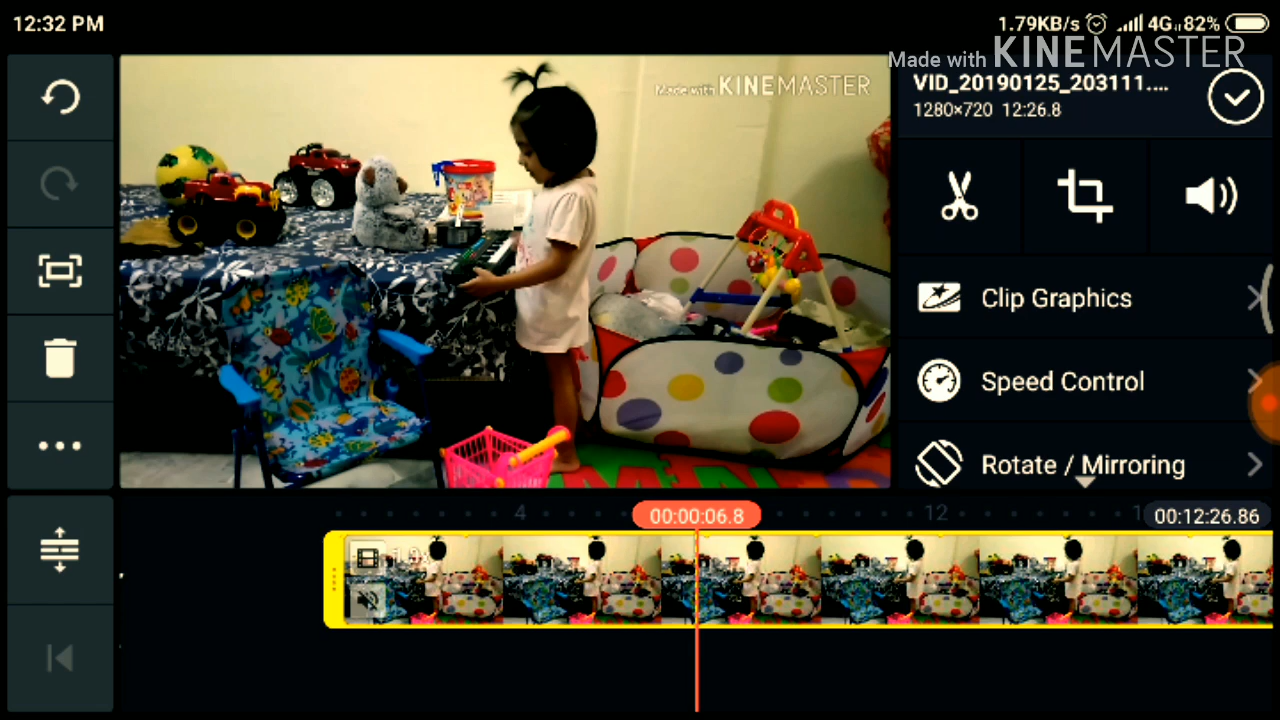 12:32 PM
1.79KB/s 4G 82%
Made with KINEMASTER
Made with KINEMASTER
VID_20190125_203111....
1280×720 12:26.8
Clip Graphics
Speed Control
Rotate / Mirroring
4
00:00:06.8
12
00:12:26.86